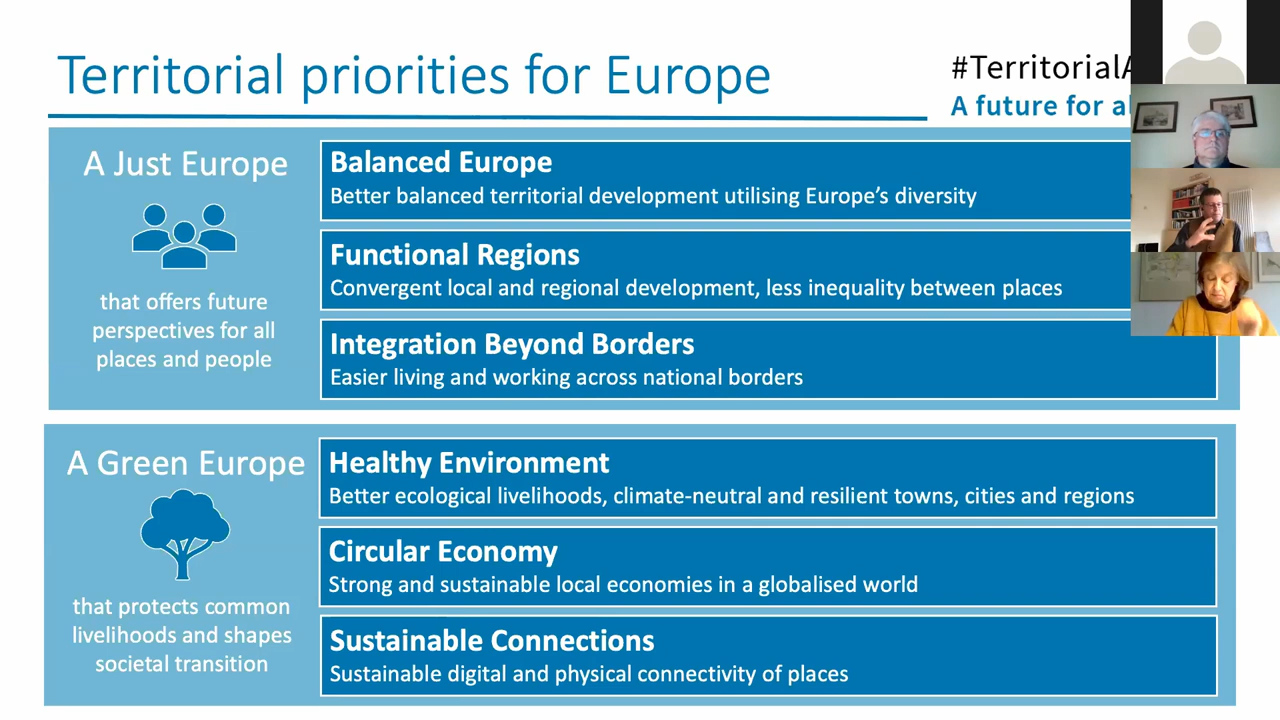 Territorial priorities for Europe
#TerritorialA
A future for al
A Just Europe
that offers future
perspectives for all
places and people
Balanced Europe
Better balanced territorial development utilising Europe’s diversity
Functional Regions
Convergent local and regional development, less inequality between places
Integration Beyond Borders
Easier living and working across national borders
A Green Europe
that protects common
livelihoods and shapes
societal transition
Healthy Environment
Better ecological livelihoods, climate-neutral and resilient towns, cities and regions
Circular Economy
Strong and sustainable local economies in a globalised world
Sustainable Connections
Sustainable digital and physical connectivity of places